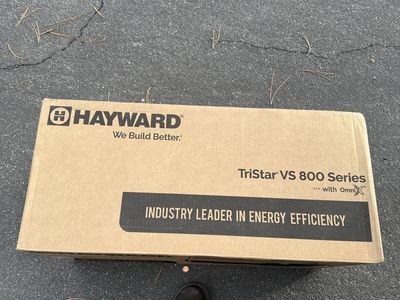 HAYWARD®
We Build Better.®
TriStar® VS 800 Series
with OmniX
INDUSTRY LEADER IN ENERGY EFFICIENCY